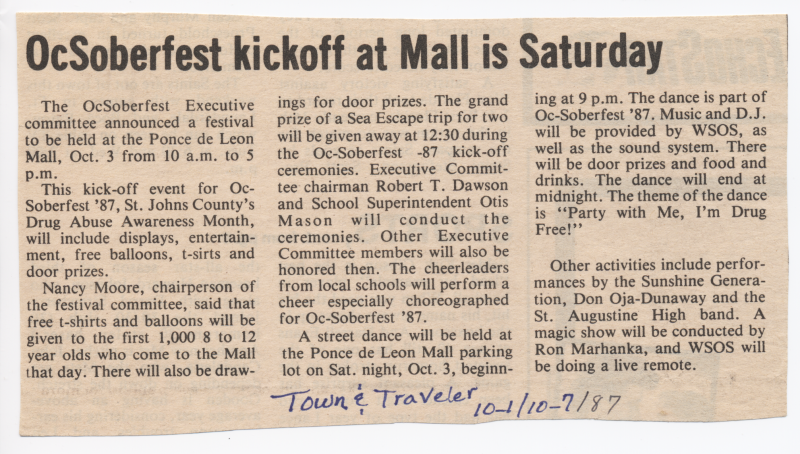 OcSoberfest kickoff at Mall is Saturday
The OcSoberfest Executive
committee announced a festival
to be held at the Ponce de Leon
Mall, Oct. 3 from 10 a.m. to 5
p.m.
This kick-off event for Oc-
Soberfest '87, St. Johns County's
Drug Abuse Awareness Month,
will include displays, entertain-
ment, free balloons, t-sirts and
door prizes.
Nancy Moore, chairperson of
the festival committee, said that
free t-shirts and balloons will be
given to the first 1,000 8 to 12
year olds who come to the Mall
that day. There will also be draw-
ings for door prizes. The grand
prize of a Sea Escape trip for two
will be given away at 12:30 during
the Oc-Soberfest -87 kick-off
ceremonies. Executive Commit-
tee chairman Robert T. Dawson
and School Superintendent Otis
Mason will conduct the
ceremonies. Other Executive
Committee members will also be
honored then. The cheerleaders
from local schools will perform a
cheer especially choreographed
for Oc-Soberfest '87.
A street dance will be held at
the Ponce de Leon Mall parking
lot on Sat. night, Oct. 3, beginn-
ing at 9 p.m. The dance is part of
Oc-Soberfest '87. Music and D.J.
will be provided by WSOS, as
well as the sound system. There
will be door prizes and food and
drinks. The dance will end at
midnight. The theme of the dance
is "Party with Me, I'm Drug
Free!"
Other activities include perfor-
mances by the Sunshine Genera-
tion, Don Oja-Dunaway and the
St. Augustine High band. A
magic show will be conducted by
Ron Marhanka, and WSOS will
be doing a live remote.
Town & Traveler 10-1/10-7/87